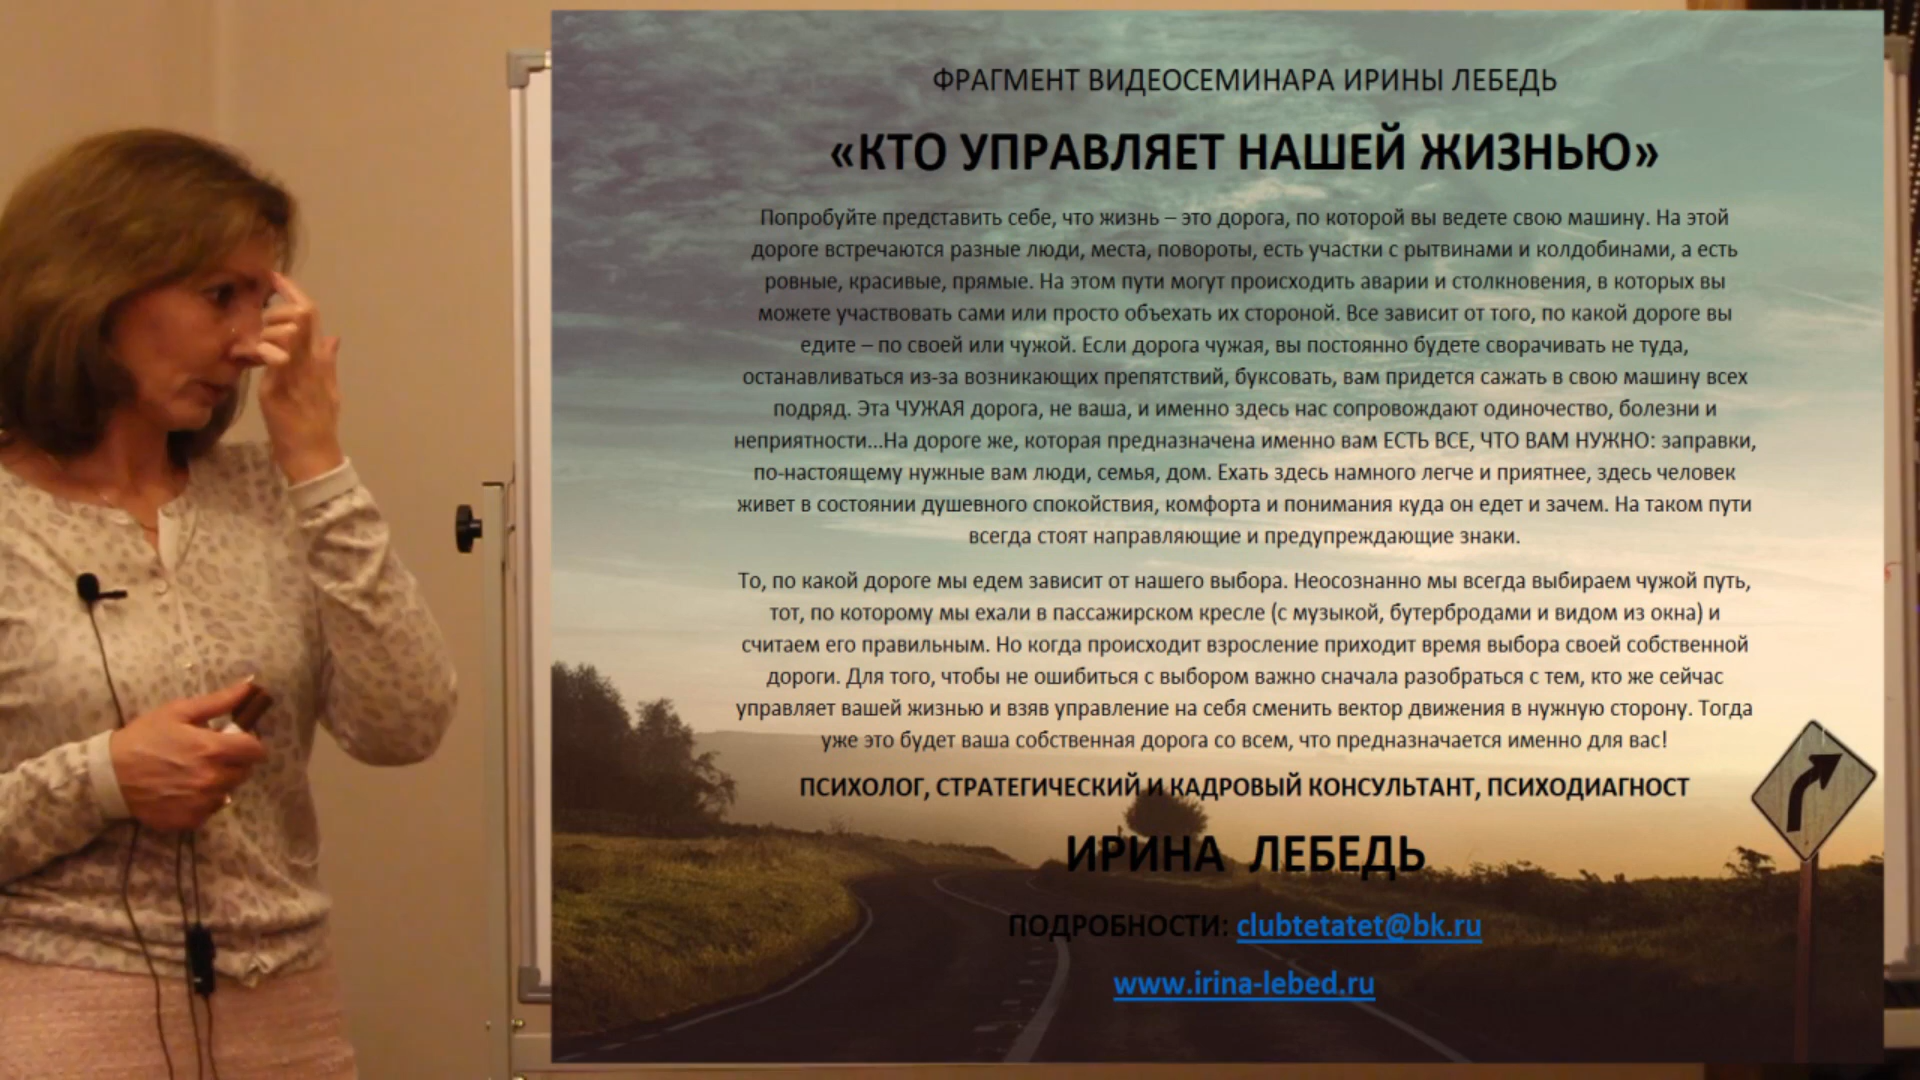 ФРАГМЕНТ ВИДЕОСЕМИНАРА ИРИНЫ ЛЕБЕДЬ
«КТО УПРАВЛЯЕТ НАШЕЙ ЖИЗНЬЮ»
Попробуйте представить себе, что жизнь – это дорога, по которой вы ведете свою машину. На этой
дороге встречаются разные люди, места, повороты, есть участки с рытвинами и колдобинами, а есть
ровные, красивые, прямые. На этом пути могут происходить аварии и столкновения, в которых вы
можете участвовать сами или просто объехать их стороной. Все зависит от того, по какой дороге вы
едите – по своей или чужой. Если дорога чужая, вы постоянно будете сворачивать не туда,
останавливаться из-за возникающих препятствий, буксовать, вам придется сажать в свою машину всех
подряд. Эта ЧУЖАЯ дорога, не ваша, и именно здесь нас сопровождают одиночество, болезни и
неприятности...На дороге же, которая предназначена именно вам ЕСТЬ ВСЕ, ЧТО ВАМ НУЖНО: заправки,
по-настоящему нужные вам люди, семья, дом. Ехать здесь намного легче и приятнее, здесь человек
живет в состоянии душевного спокойствия, комфорта и понимания куда он едет и зачем. На таком пути
всегда стоят направляющие и предупреждающие знаки.
То, по какой дороге мы едем зависит от нашего выбора. Неосознанно мы всегда выбираем чужой путь,
тот, по которому мы ехали в пассажирском кресле (с музыкой, бутербродами и видом из окна) и
считаем его правильным. Но когда происходит взросление приходит время выбора своей собственной
дороги. Для того, чтобы не ошибиться с выбором важно сначала разобраться с тем, кто же сейчас
управляет вашей жизнью и взяв управление на себя сменить вектор движения в нужную сторону. Тогда
уже это будет ваша собственная дорога со всем, что предназначается именно для вас!
ПСИХОЛОГ, СТРАТЕГИЧЕСКИЙ И КАДРОВЫЙ КОНСУЛЬТАНТ, ПСИХОДИАГНОСТ
ИРИНА ЛЕБЕДЬ
ПОДРОБНОСТИ: clubtetatet@bk.ru
www.irina-lebed.ru